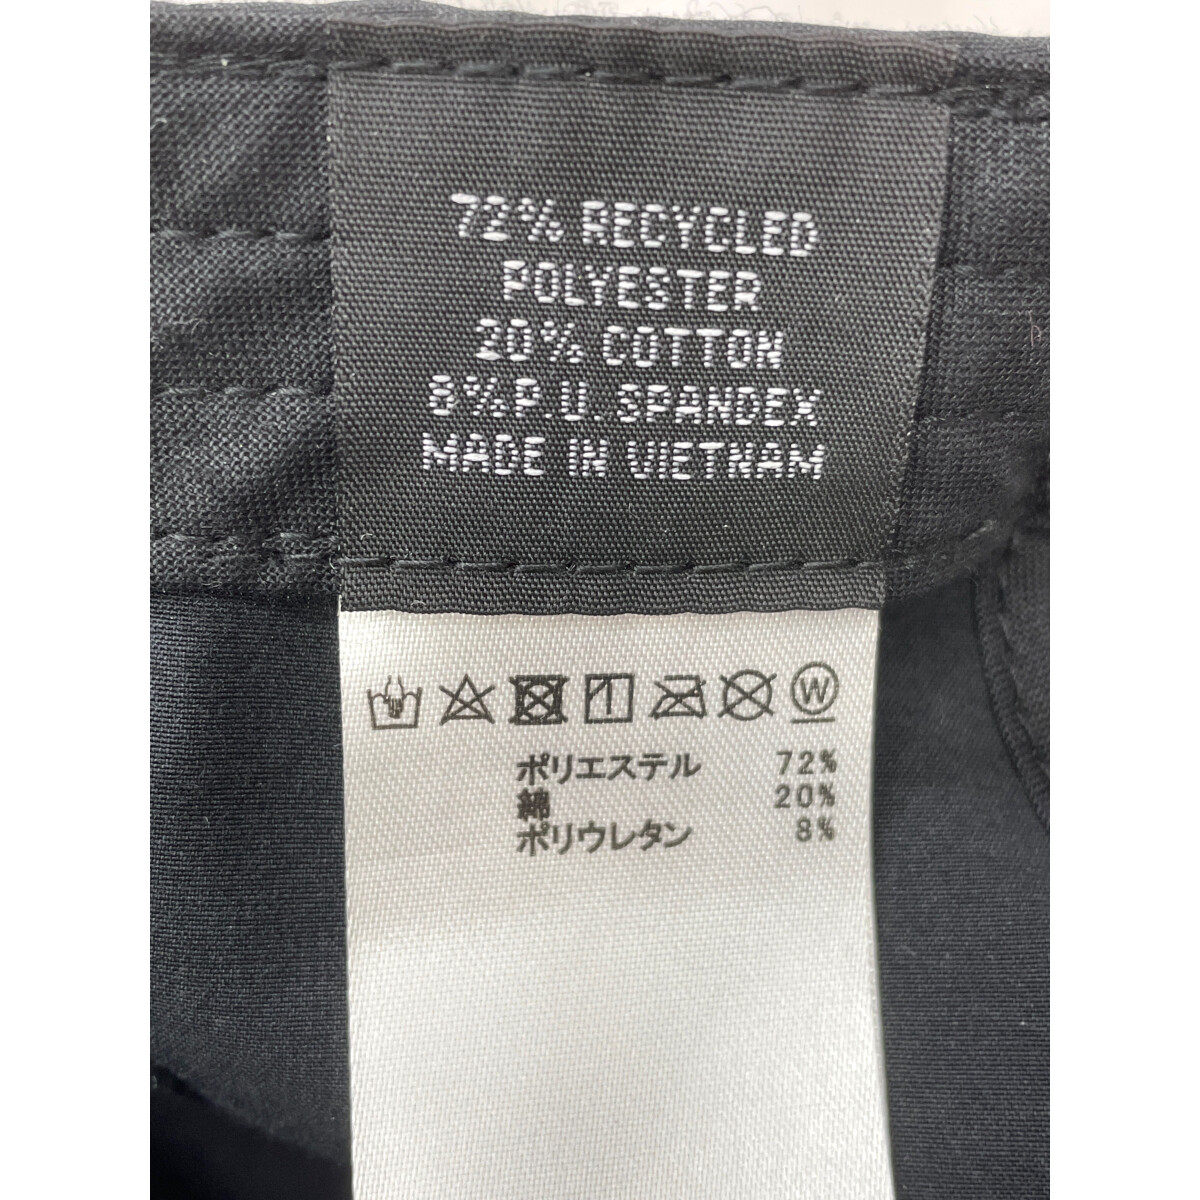 72% RECYCLED
POLYESTER
20% COTTON
8% P.U. SPANDEX
MADE IN VIETNAM
W
ポリエステル 72%
綿 20%
ポリウレタン 8%